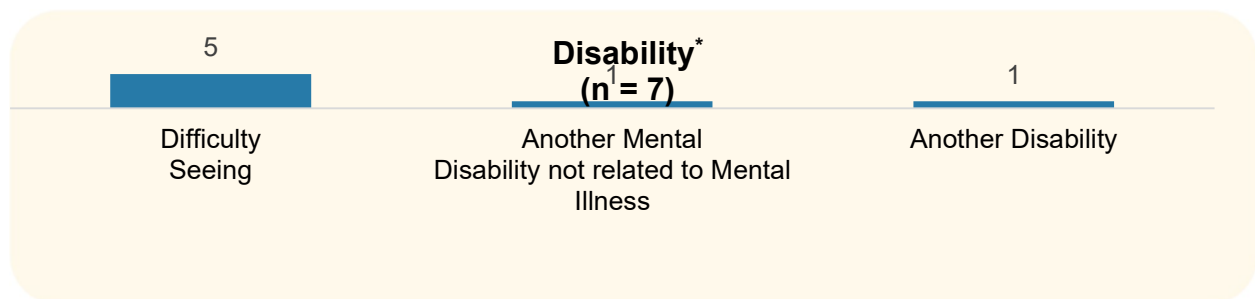 Disability*
(n = 7)
5
1
1
Difficulty
Seeing
Another Mental
Disability not related to Mental
Illness
Another Disability